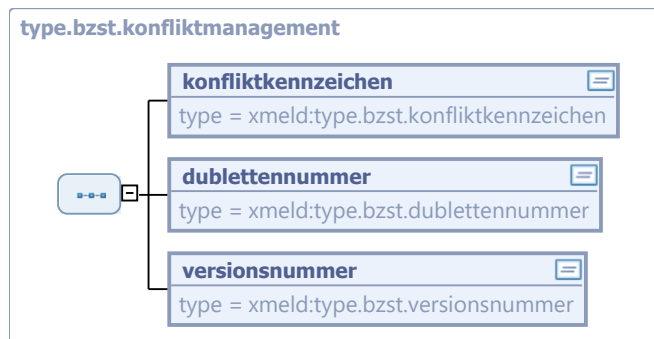 type.bzst.konfliktmanagement
konfliktkennzeichen
type = xmeld:type.bzst.konfliktkennzeichen
dublettennummer
type = xmeld:type.bzst.dublettennummer
versionsnummer
type = xmeld:type.bzst.versionsnummer